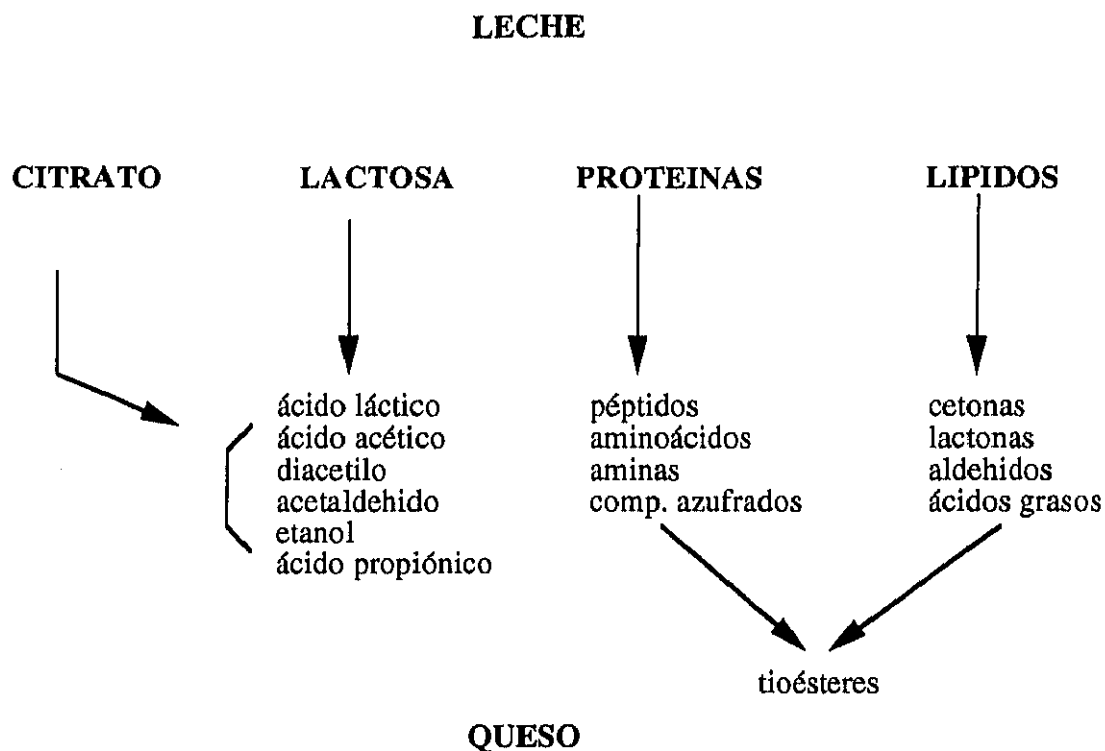 LECHE
CITRATO LACTOSA PROTEINAS LIPIDOS
ácido láctico péptidos cetonas
ácido acético aminoácidos lactonas
diacetilo aminas aldehidos
acetaldehido comp. azufrados ácidos grasos
etanol
ácido propiónico
tioésteres
QUESO